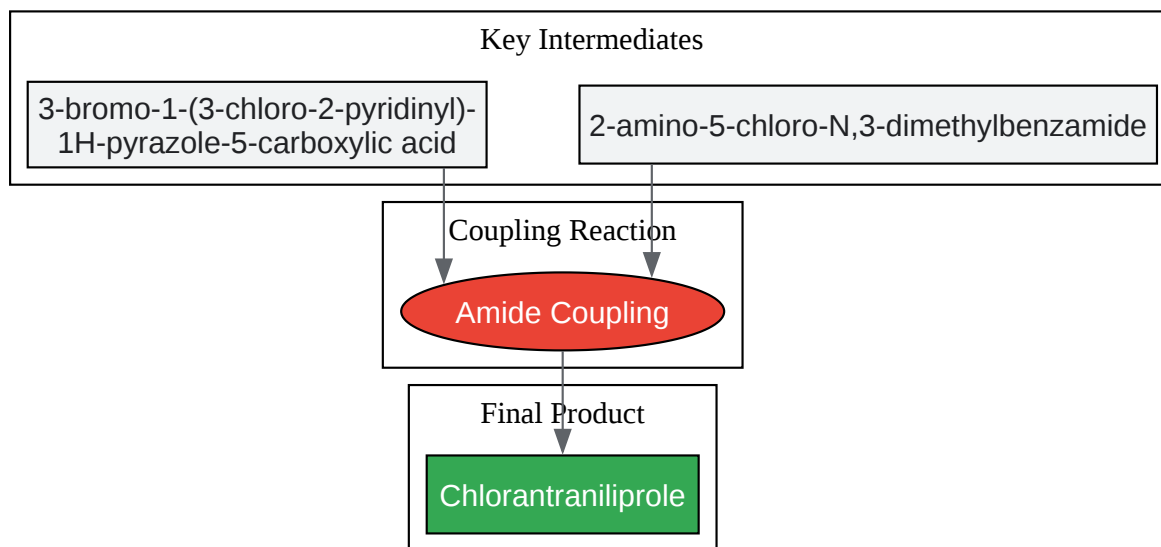 Key Intermediates
3-bromo-1-(3-chloro-2-pyridinyl)-
1H-pyrazole-5-carboxylic acid
2-amino-5-chloro-N,3-dimethylbenzamide
Coupling Reaction
Amide Coupling
Final Product
Chlorantraniliprole